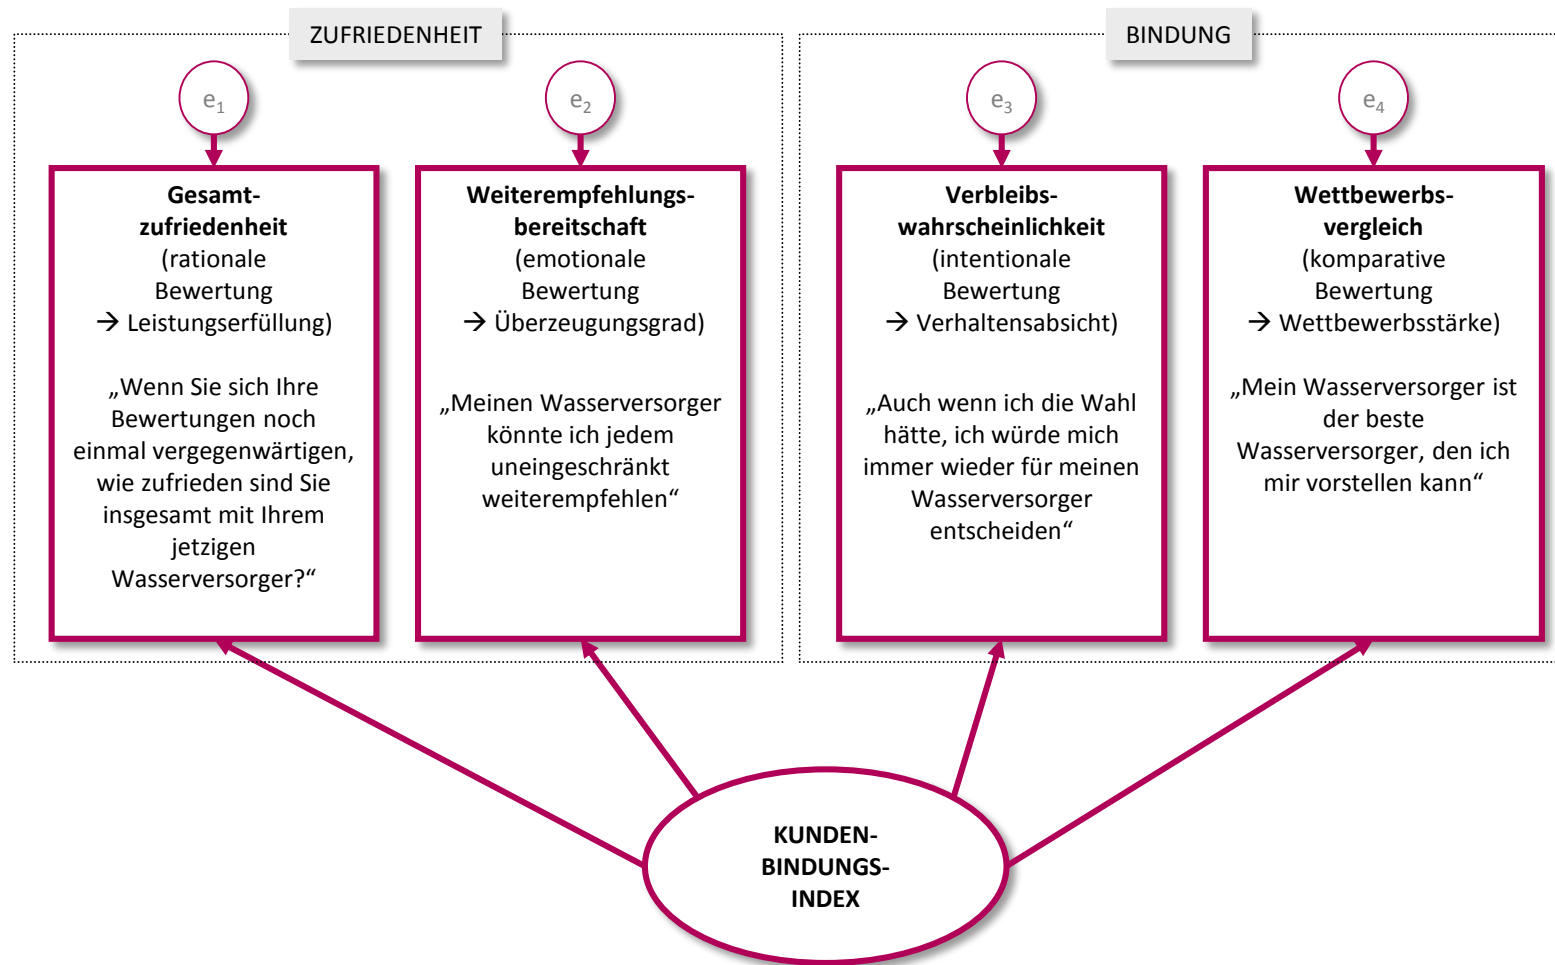 ZUFRIEDENHEIT
BINDUNG
e1
e2
e3
e4
Gesamt-
zufriedenheit
(rationale
Bewertung
→ Leistungserfüllung)
„Wenn Sie sich Ihre
Bewertungen noch
einmal vergegenwärtigen,
wie zufrieden sind Sie
insgesamt mit Ihrem
jetzigen
Wasserversorger?“
Weiterempfehlungs-
bereitschaft
(emotionale
Bewertung
→ Überzeugungsgrad)
„Meinen Wasserversorger
könnte ich jedem
uneingeschränkt
weiterempfehlen“
Verbleibs-
wahrscheinlichkeit
(intentionale
Bewertung
→ Verhaltensabsicht)
„Auch wenn ich die Wahl
hätte, ich würde mich
immer wieder für meinen
Wasserversorger
entscheiden“
Wettbewerbs-
vergleich
(komparative
Bewertung
→ Wettbewerbsstärke)
„Mein Wasserversorger ist
der beste
Wasserversorger, den ich
mir vorstellen kann“
KUNDEN-
BINDUNGS-
INDEX